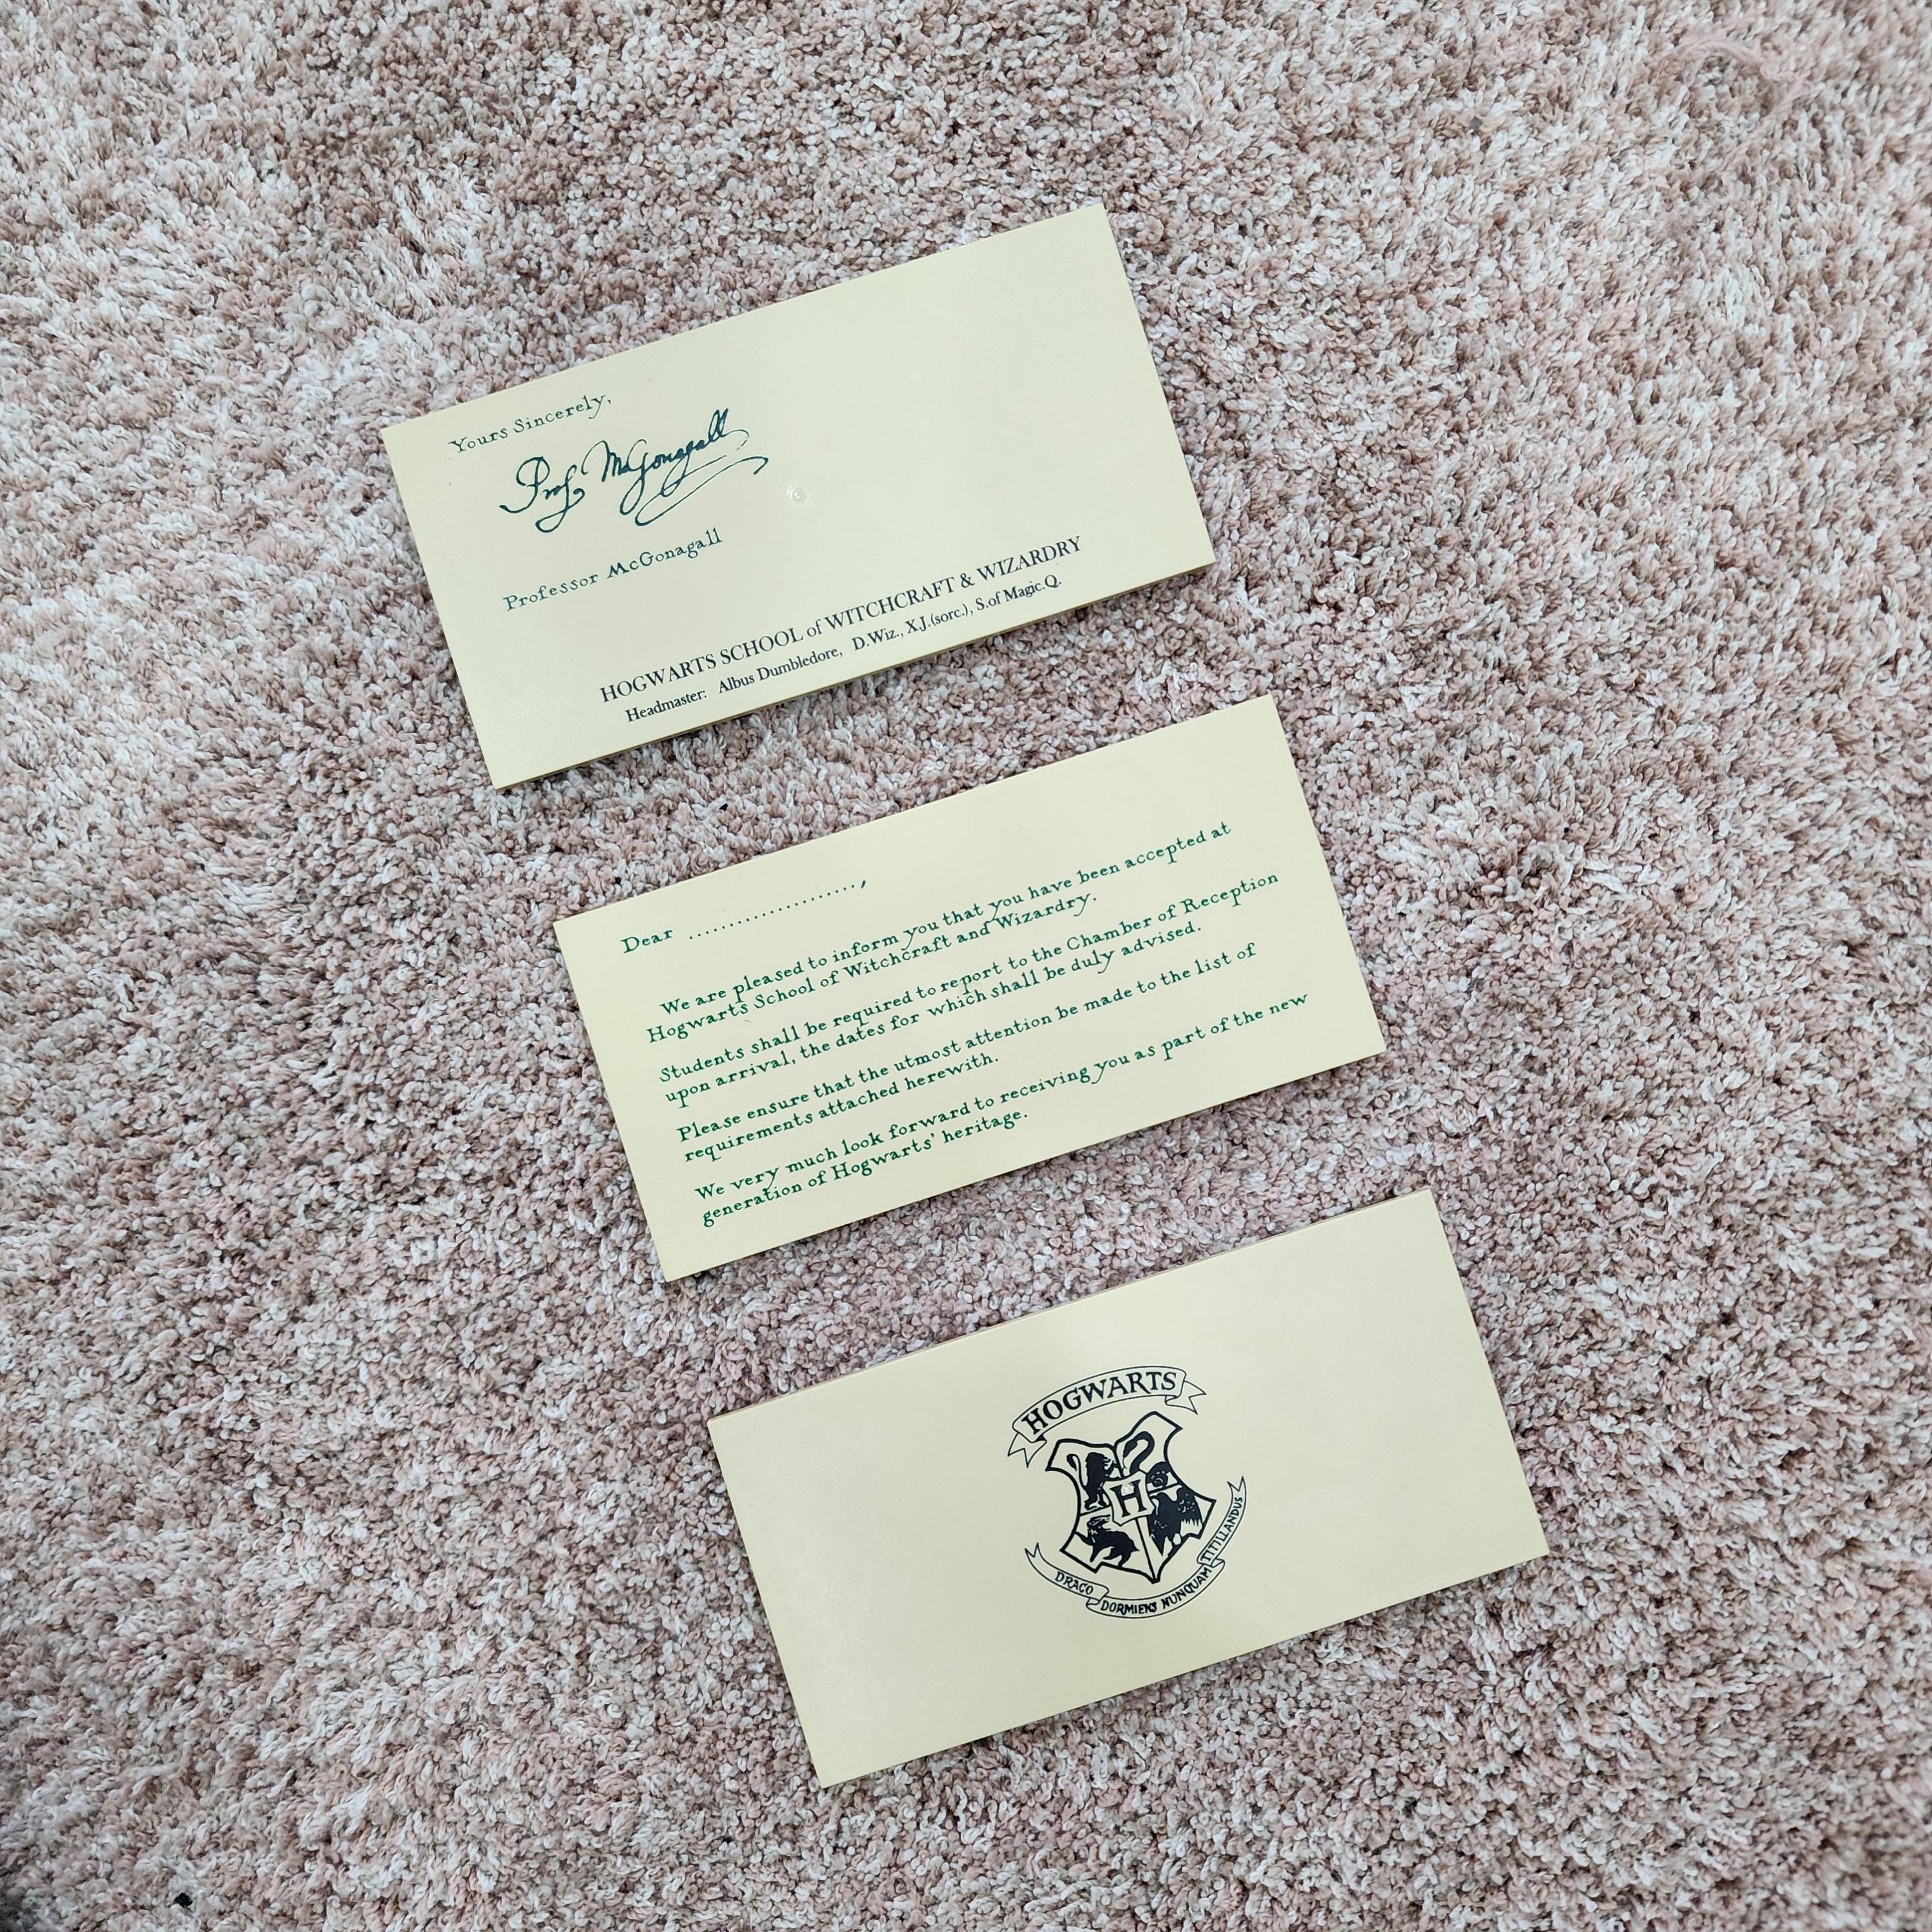 Yours Sincerely,
Prof. McGonagall
Professor McGonagall
HOGWARTS SCHOOL of WITCHCRAFT & WIZARDRY
Headmaster: Albus Dumbledore, D.Wiz., X.J.(sorc.), S.of Magic.Q.
Dear ....................,
We are pleased to inform you that you have been accepted at
Hogwarts School of Witchcraft and Wizardry.
Students shall be required to report to the Chamber of Reception
upon arrival, the dates for which shall be duly advised.
Please ensure that the utmost attention be made to the list of
requirements attached herewith.
We very much look forward to receiving you as part of the new
generation of Hogwarts' heritage.
HOGWARTS
H
DRACO DORMIENS NUNQUAM TITILLANDUS